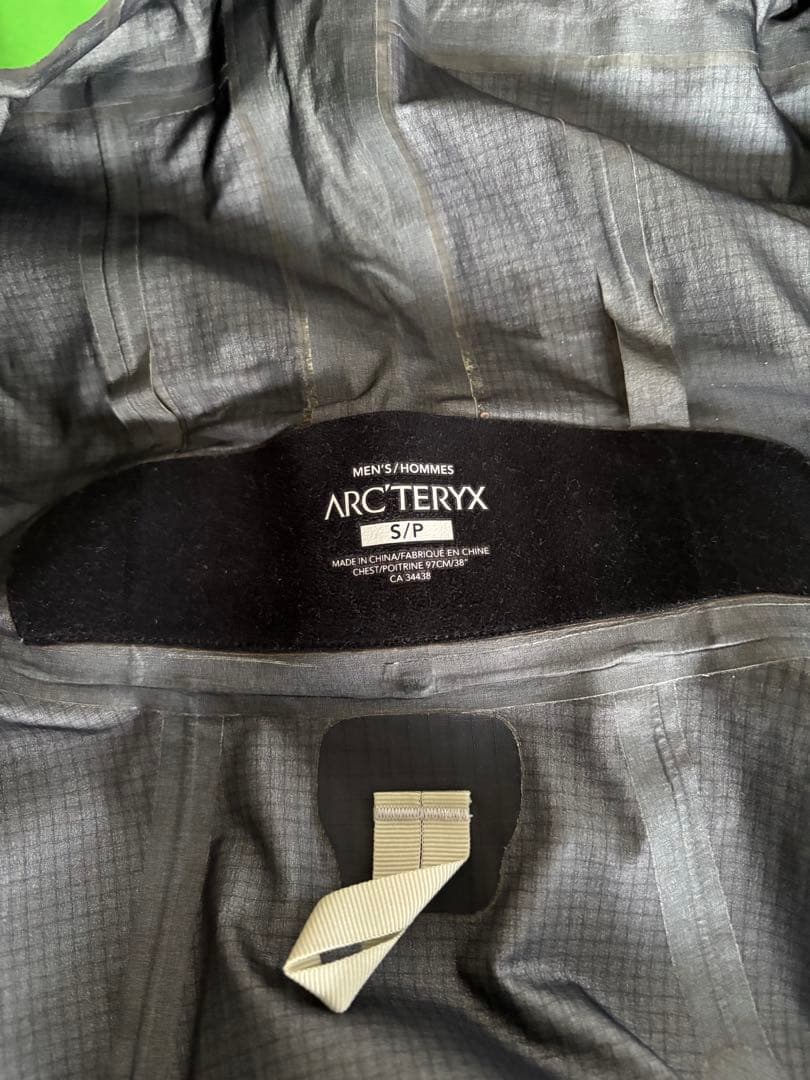 MEN'S/HOMMES
ARC'TERYX
S/P
MADE IN CHINA/FABRIQUÉ EN CHINE
CHEST/POITRINE 97CM/38"
CA 34438